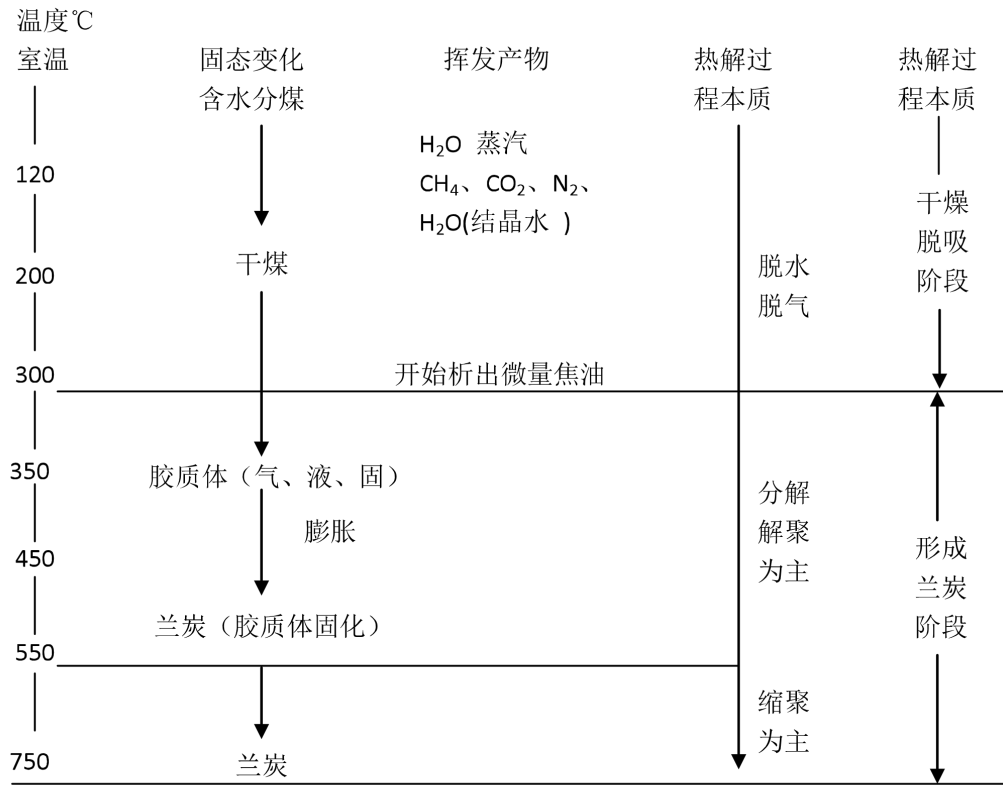 温度℃
室温
固态变化
含水分煤
挥发产物
热解过
程本质
热解过
程本质
H₂O 蒸汽
CH₄、CO₂、N₂、
H₂O(结晶水 )
120
干煤
200
脱水
脱气
干燥
脱吸
阶段
300
开始析出微量焦油
350
胶质体（气、液、固）
膨胀
450
分解
解聚
为主
形成
兰炭
阶段
兰炭（胶质体固化）
550
缩聚
为主
750
兰炭